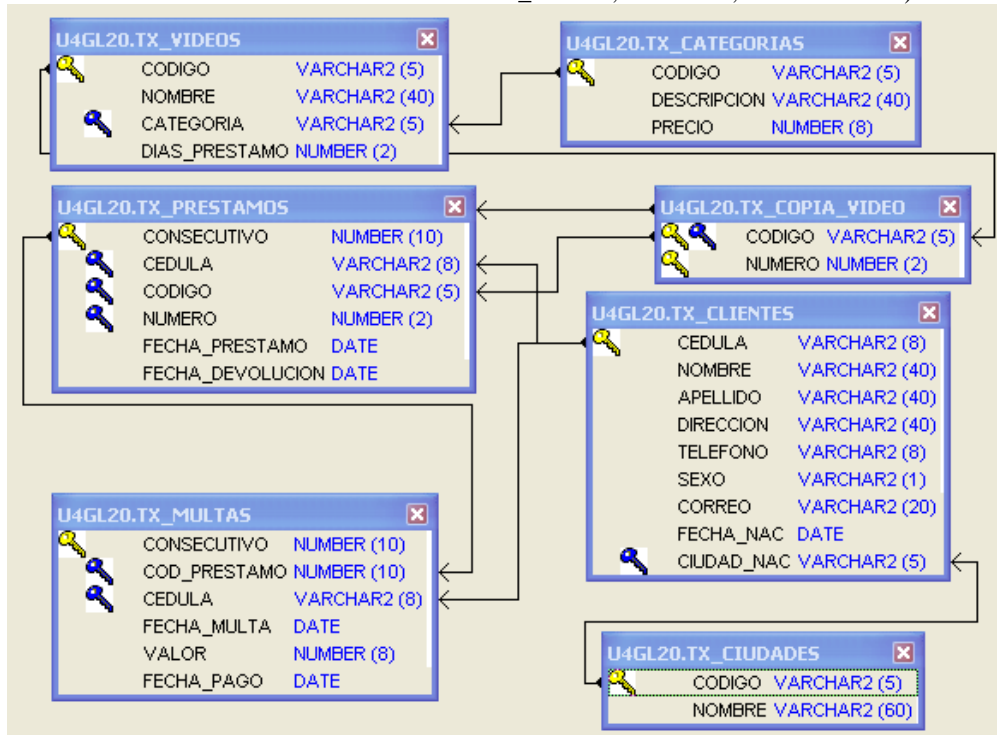 U4GL20.TX_VIDEOS
CODIGO VARCHAR2 (5)
NOMBRE VARCHAR2 (40)
CATEGORIA VARCHAR2 (5)
DIAS_PRESTAMO NUMBER (2)
U4GL20.TX_CATEGORIAS
CODIGO VARCHAR2 (5)
DESCRIPCION VARCHAR2 (40)
PRECIO NUMBER (8)
U4GL20.TX_PRESTAMOS
CONSECUTIVO NUMBER (10)
CEDULA VARCHAR2 (8)
CODIGO VARCHAR2 (5)
NUMERO NUMBER (2)
FECHA_PRESTAMO DATE
FECHA_DEVOLUCION DATE
U4GL20.TX_COPIA_VIDEO
CODIGO VARCHAR2 (5)
NUMERO NUMBER (2)
U4GL20.TX_CLIENTES
CEDULA VARCHAR2 (8)
NOMBRE VARCHAR2 (40)
APELLIDO VARCHAR2 (40)
DIRECCION VARCHAR2 (40)
TELEFONO VARCHAR2 (8)
SEXO VARCHAR2 (1)
CORREO VARCHAR2 (20)
FECHA_NAC DATE
CIUDAD_NAC VARCHAR2 (5)
U4GL20.TX_MULTAS
CONSECUTIVO NUMBER (10)
COD_PRESTAMO NUMBER (10)
CEDULA VARCHAR2 (8)
FECHA_MULTA DATE
VALOR NUMBER (8)
FECHA_PAGO DATE
U4GL20.TX_CIUDADES
CODIGO VARCHAR2 (5)
NOMBRE VARCHAR2 (60)